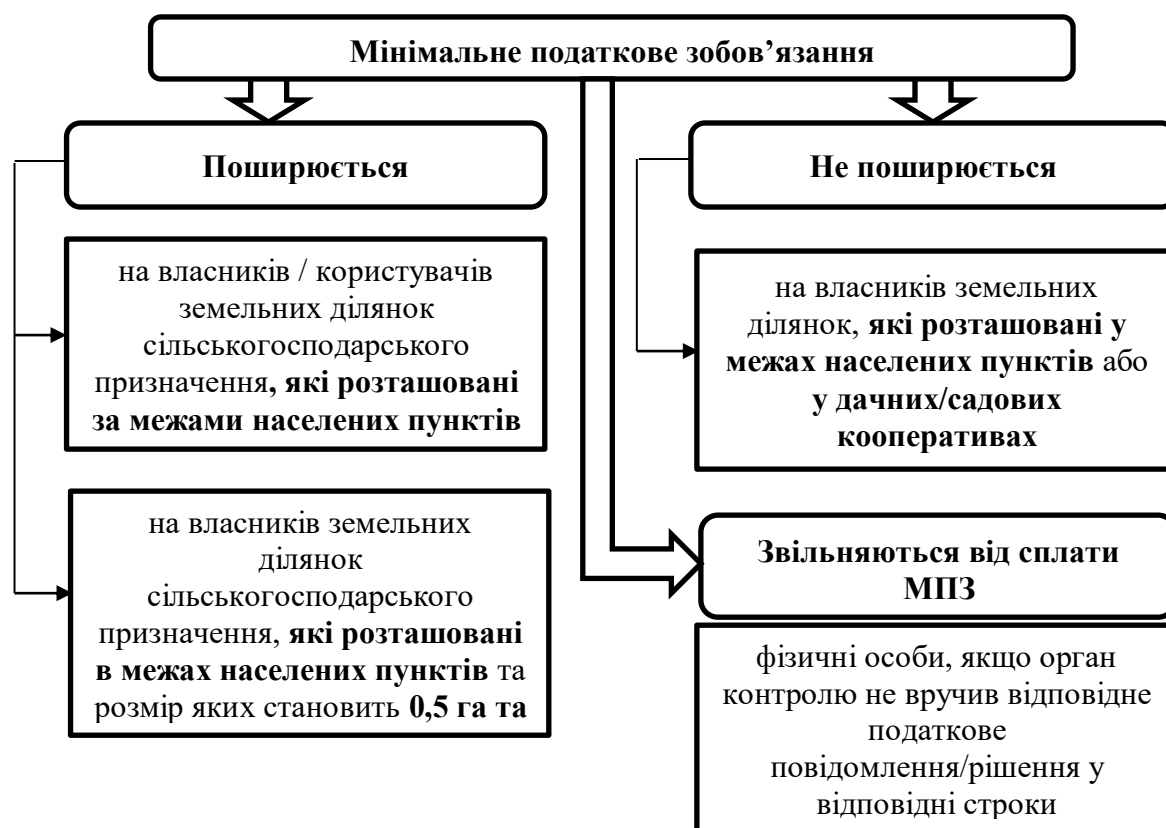 Мінімальне податкове зобов’язання
Поширюється
на власників / користувачів
земельних ділянок
сільськогосподарського
призначення, які розташовані
за межами населених пунктів
на власників земельних
ділянок
сільськогосподарського
призначення, які розташовані
в межах населених пунктів та
розмір яких становить 0,5 га та
Не поширюється
на власників земельних
ділянок, які розташовані у
межах населених пунктів або
у дачних/садових
кооперативах
Звільняються від сплати
МПЗ
фізичні особи, якщо орган
контролю не вручив відповідне
податкове
повідомлення/рішення у
відповідні строки